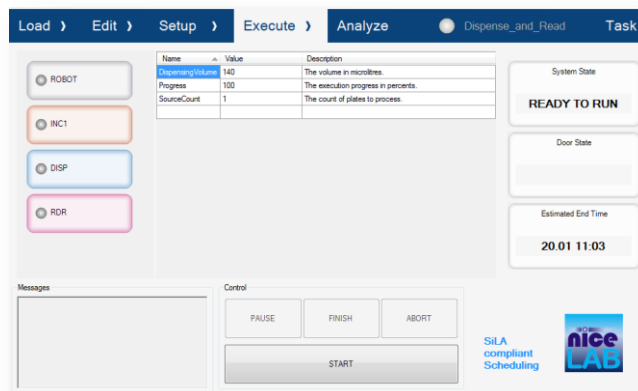 Load ❯ Edit ❯ Setup ❯ Execute ❯ Analyze Dispense_and_Read Task
ROBOT
INC1
DISP
RDR
Name Value Description
DispensingVolume 140 The volume in microlitres.
Progress 100 The execution progress in percents.
SourceCount 1 The count of plates to process.
System State
READY TO RUN
Door State
Estimated End Time
20.01 11:03
Messages
Control
PAUSE FINISH ABORT
START
SiLA
compliant
Scheduling
nice
LAB